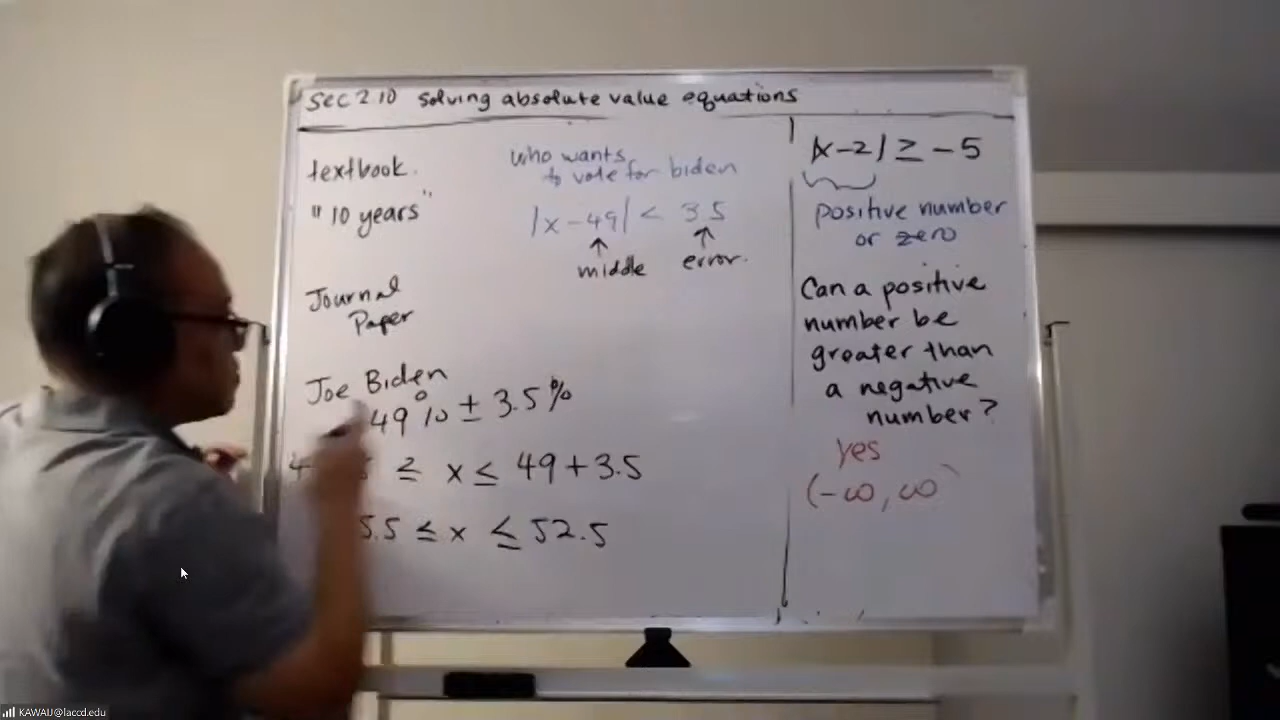 Sec 2.10 Solving absolute value equations
textbook.
"10 years"
Journal
Paper
Joe Biden
49% ± 3.5%
≤ x ≤ 49 + 3.5
5.5 ≤ x ≤ 52.5
who wants
to vote for biden
|x - 49| < 3.5
middle
error.
|x - 2| ≥ - 5
positive number
or zero
Can a positive
number be
greater than
a negative
number?
yes
(-∞, ∞)
KAWAIJ@laccd.edu